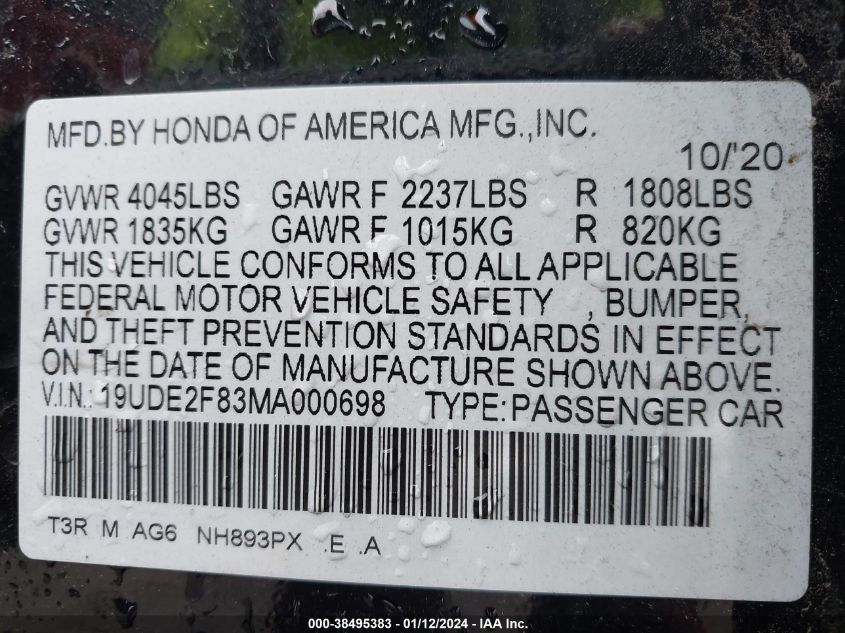 MFD.BY HONDA OF AMERICA MFG.,INC.
10/'20
GVWR 4045LBS GAWR F 2237LBS R 1808LBS
GVWR 1835KG GAWR F 1015KG R 820KG
THIS VEHICLE CONFORMS TO ALL APPLICABLE
FEDERAL MOTOR VEHICLE SAFETY , BUMPER,
AND THEFT PREVENTION STANDARDS IN EFFECT
ON THE DATE OF MANUFACTURE SHOWN ABOVE.
V.I.N.: 19UDE2F83MA000698 TYPE:PASSENGER CAR
T3R M AG6 NH893PX .E .A
000-38495383 - 01/12/2024 - IAA Inc.